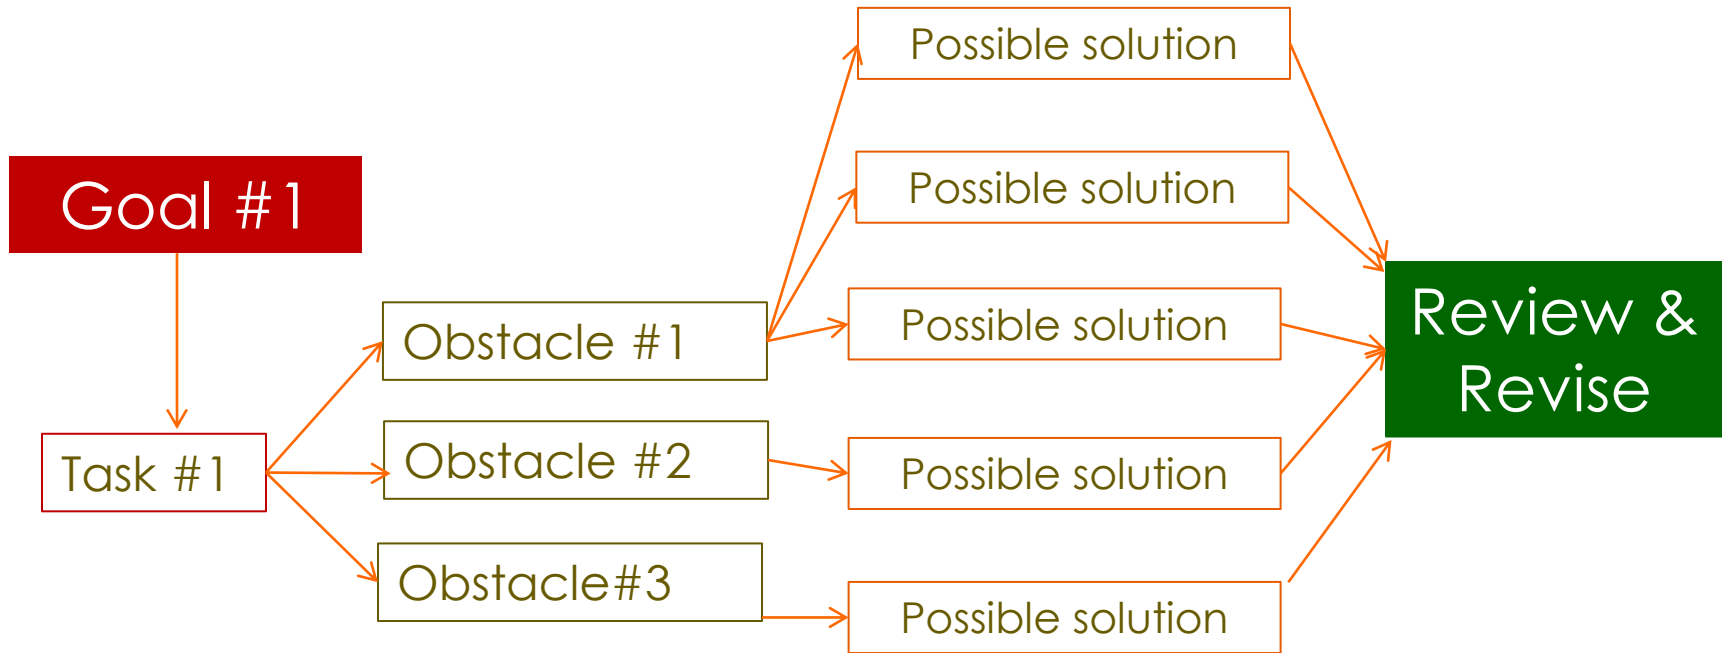 Goal #1
Task #1
Obstacle #1
Obstacle #2
Obstacle#3
Possible solution
Possible solution
Possible solution
Possible solution
Possible solution
Review &
Revise